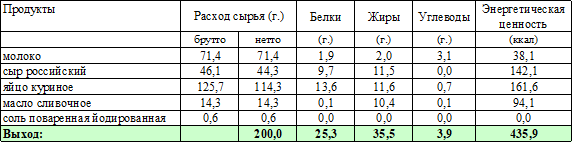 Продукты Расход сырья (г.) Белки Жиры Углеводы Энергетическая ценность
брутто нетто (г.) (г.) (г.) (ккал)
молоко 71,4 71,4 1,9 2,0 3,1 38,1
сыр российский 46,1 44,3 9,7 11,5 0,0 142,1
яйцо куриное 125,7 114,3 13,6 11,6 0,7 161,6
масло сливочное 14,3 14,3 0,1 10,4 0,1 94,1
соль поваренная йодированная 0,6 0,6 0,0 0,0 0,0 0,0
Выход: 200,0 25,3 35,5 3,9 435,9